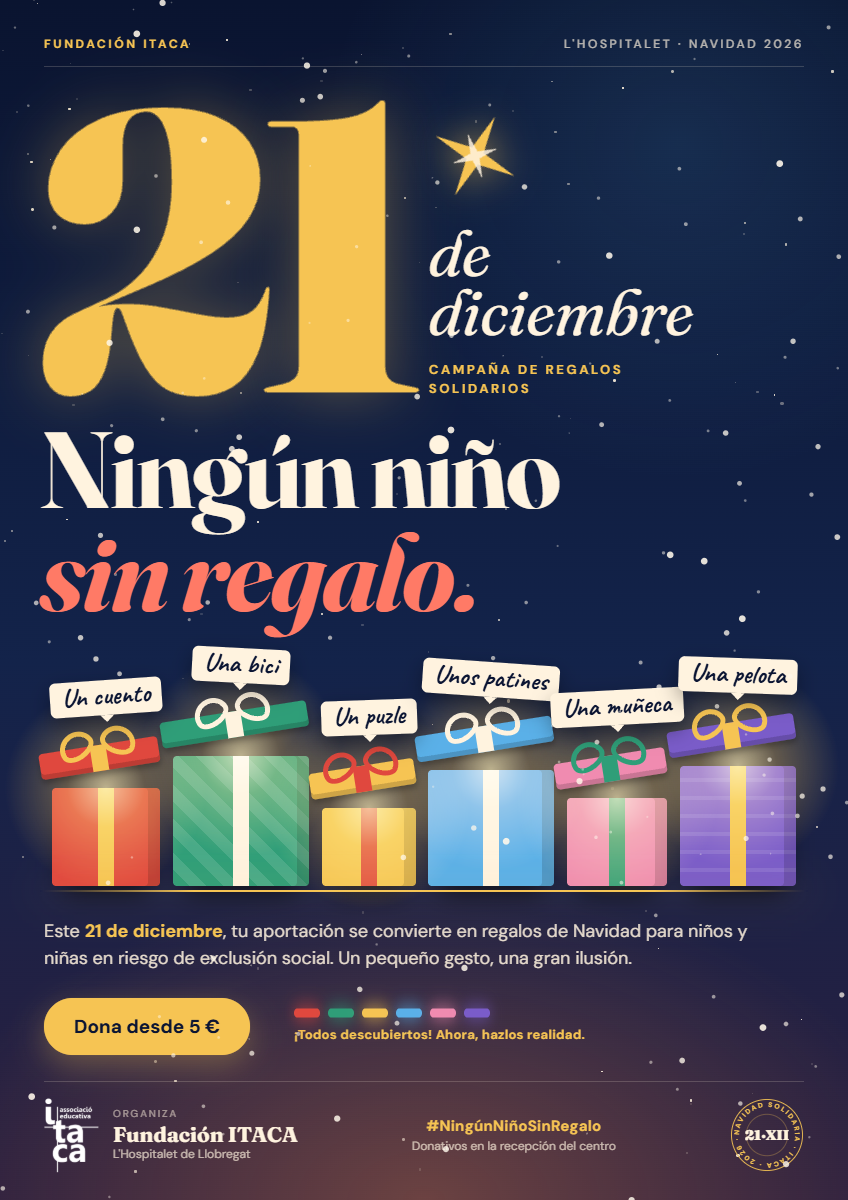 FUNDACIÓN ITACA
L'HOSPITALET · NAVIDAD 2026
21
de
diciembre
CAMPAÑA DE REGALOS
SOLIDARIOS
Ningún niño
sin regalo.
Un cuento
Una bici
Un puzle
Unos patines
Una muñeca
Una pelota
Este 21 de diciembre, tu aportación se convierte en regalos de Navidad para niños y
niñas en riesgo de exclusión social. Un pequeño gesto, una gran ilusión.
Dona desde 5 €
¡Todos descubiertos! Ahora, hazlos realidad.
associació
educativa
itaca
ORGANIZA
Fundación ITACA
L'Hospitalet de Llobregat
#NingúnNiñoSinRegalo
Donativos en la recepción del centro
NAVIDAD SOLIDARIA · ITACA · 2026 ·
21·XII